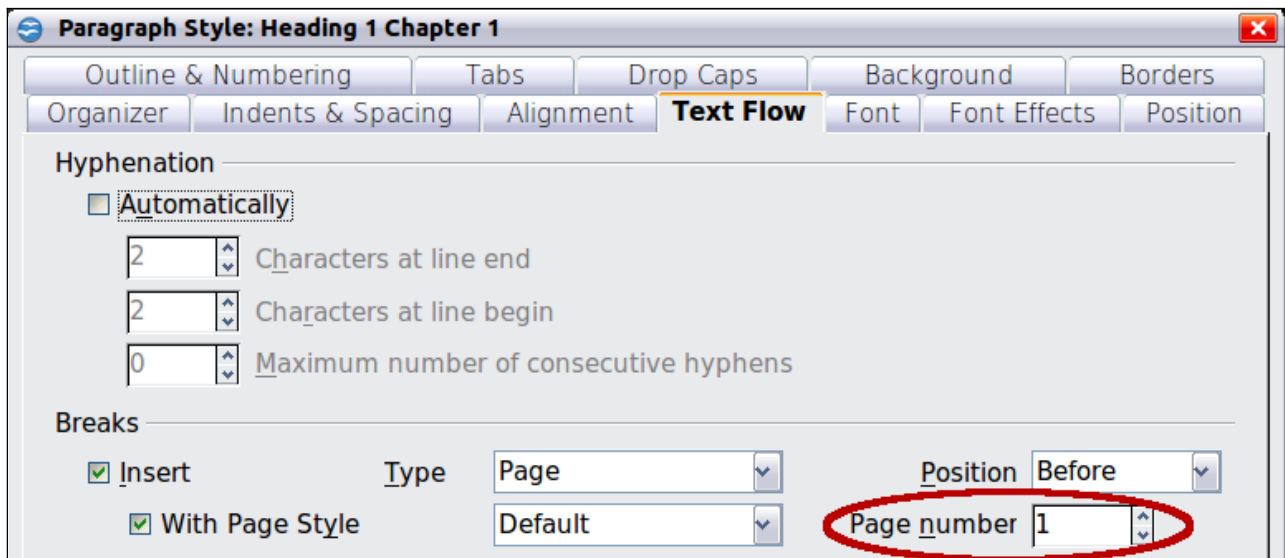 Paragraph Style: Heading 1 Chapter 1
Outline & Numbering Tabs Drop Caps Background Borders
Organizer Indents & Spacing Alignment Text Flow Font Font Effects Position
Hyphenation
Automatically
2 Characters at line end
2 Characters at line begin
0 Maximum number of consecutive hyphens
Breaks
Insert Type Page Position Before
With Page Style Default Page number 1